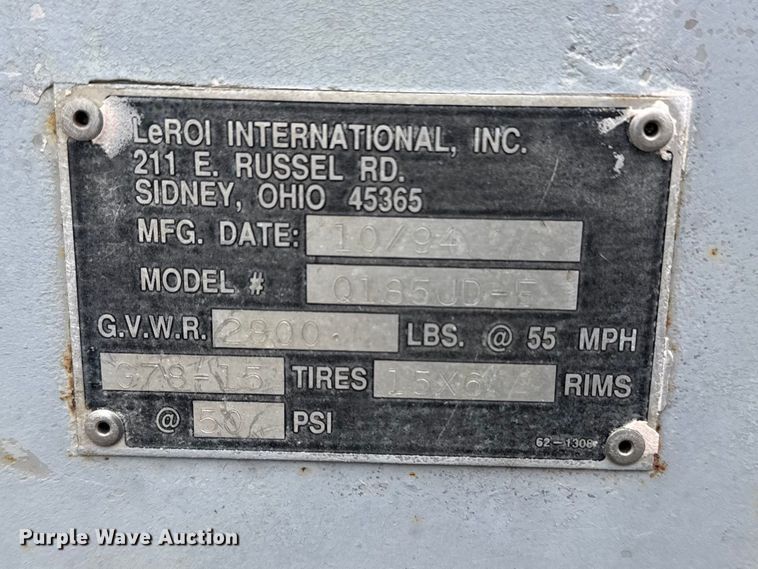 LeROI INTERNATIONAL, INC.
211 E. RUSSEL RD.
SIDNEY, OHIO 45365
MFG. DATE: 10/94
MODEL # Q185JD-E
G.V.W.R. 2900. LBS. @ 55 MPH
G78-15 TIRES 15X6 RIMS
@ 50 PSI
62-1308
Purple Wave Auction